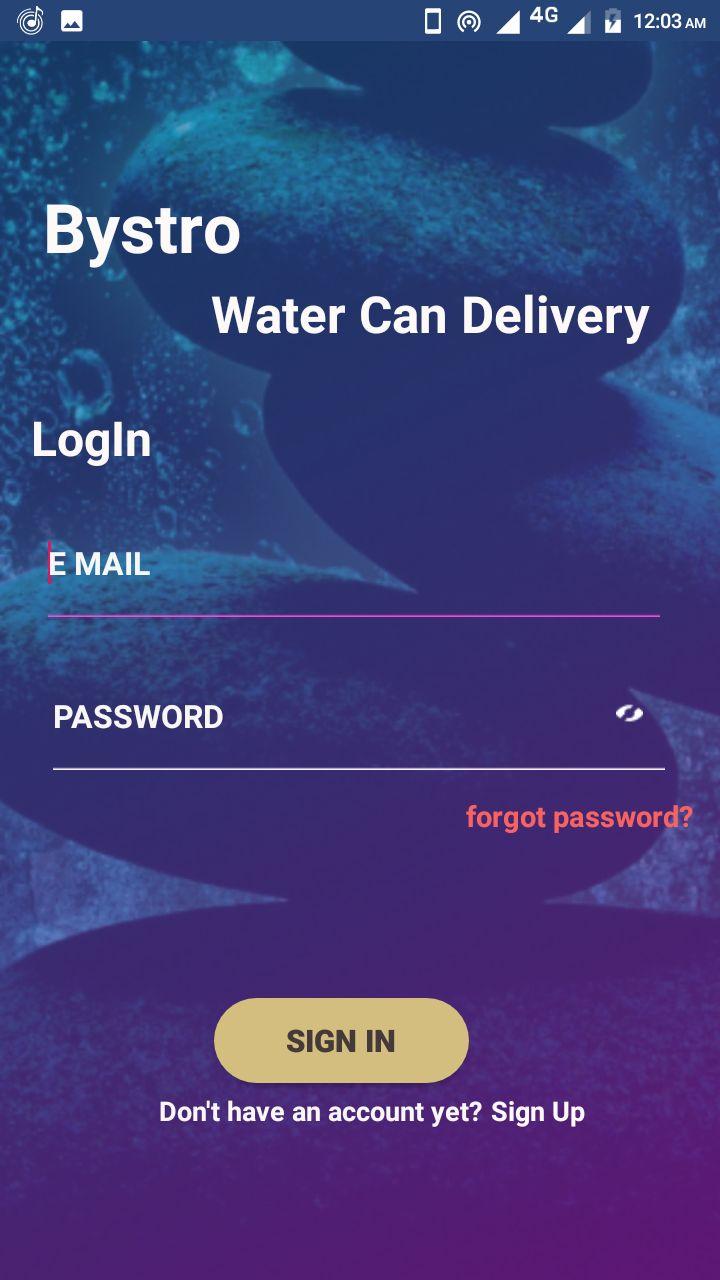 4G 12:03 AM
Bystro
Water Can Delivery
LogIn
E MAIL
PASSWORD
forgot password?
SIGN IN
Don't have an account yet? Sign Up